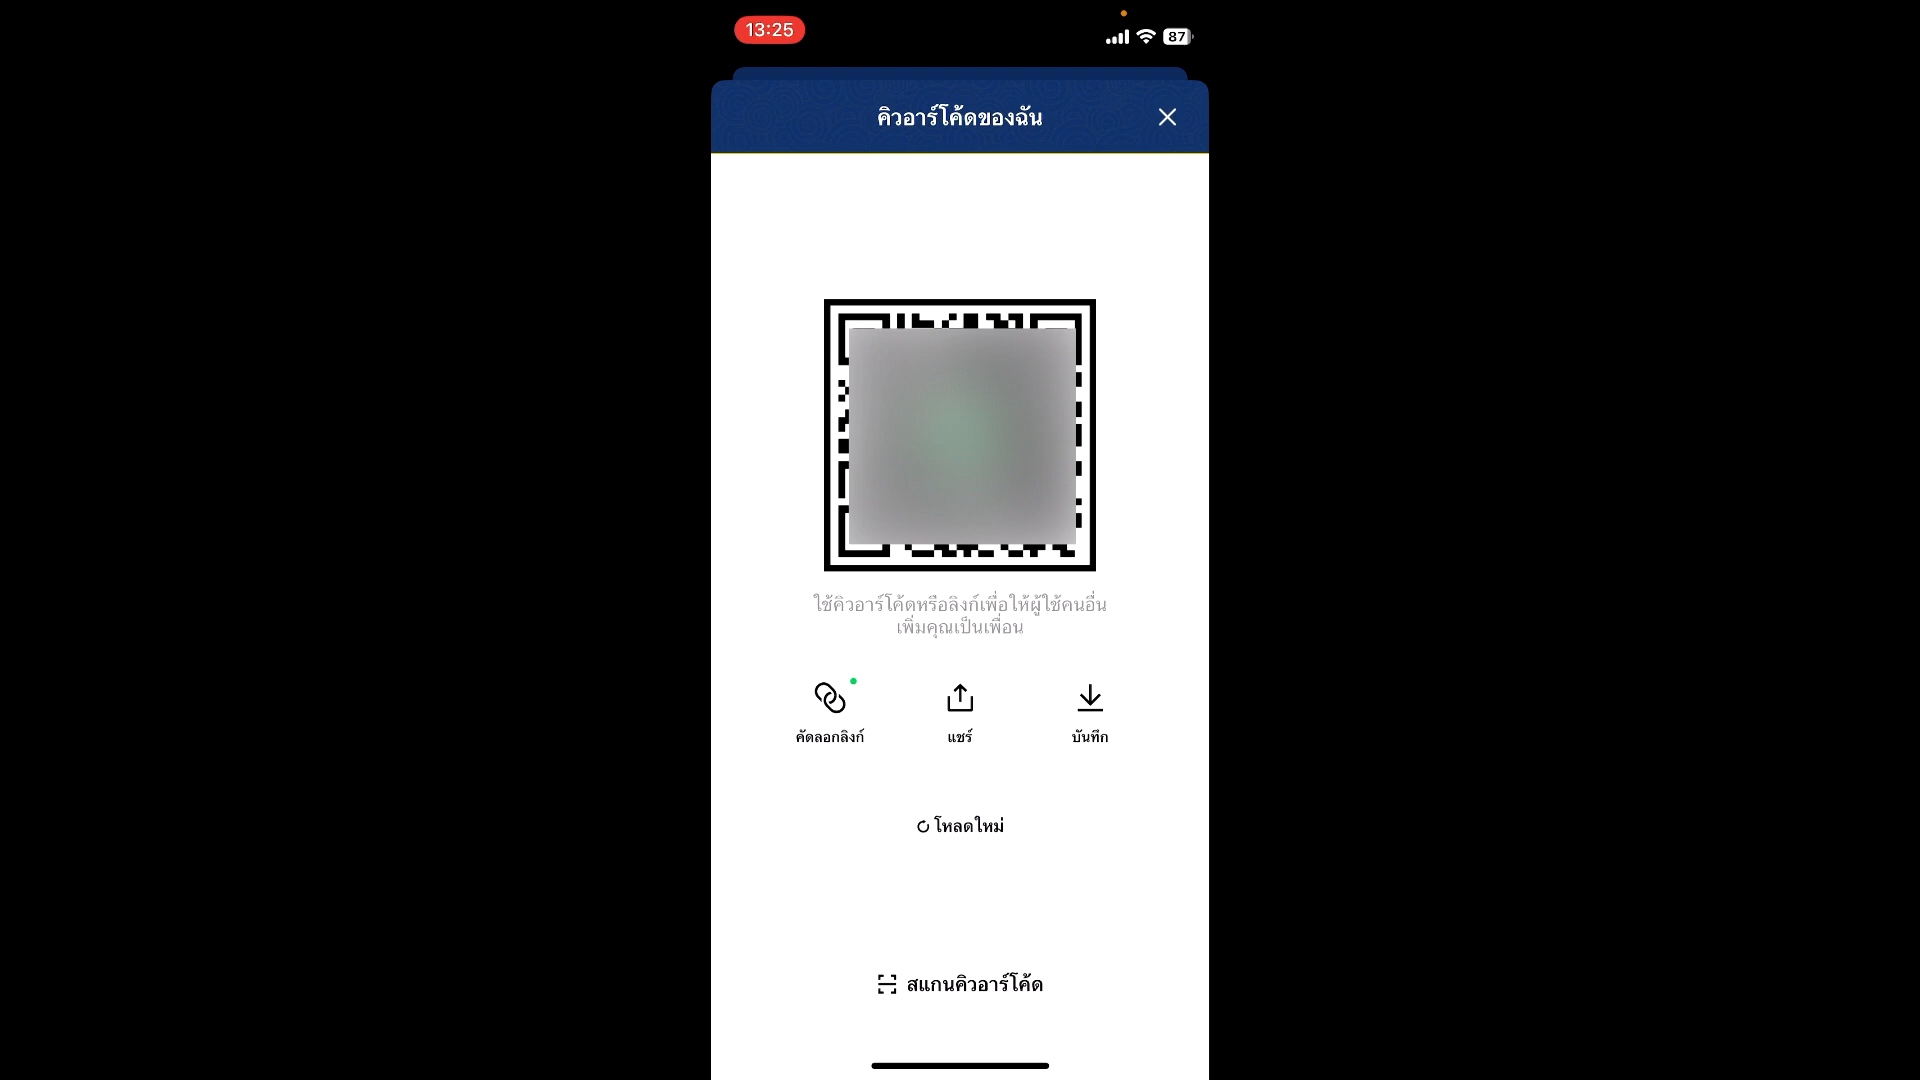 13:25
87
คิวอาร์โค้ดของฉัน
ใช้คิวอาร์โค้ดหรือลิงก์เพื่อให้ผู้ใช้คนอื่น
เพิ่มคุณเป็นเพื่อน
คัดลอกลิงก์
แชร์
บันทึก
โหลดใหม่
สแกนคิวอาร์โค้ด